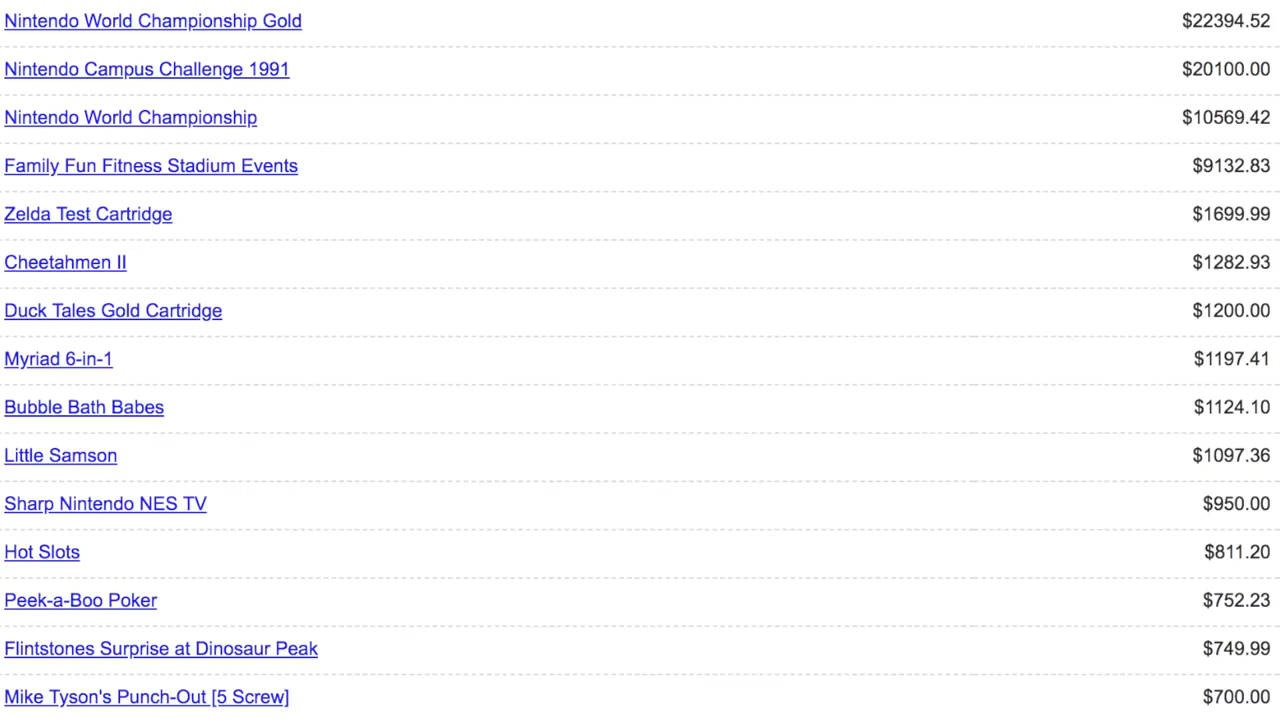 Nintendo World Championship Gold $22394.52
Nintendo Campus Challenge 1991 $20100.00
Nintendo World Championship $10569.42
Family Fun Fitness Stadium Events $9132.83
Zelda Test Cartridge $1699.99
Cheetahmen II $1282.93
Duck Tales Gold Cartridge $1200.00
Myriad 6-in-1 $1197.41
Bubble Bath Babes $1124.10
Little Samson $1097.36
Sharp Nintendo NES TV $950.00
Hot Slots $811.20
Peek-a-Boo Poker $752.23
Flintstones Surprise at Dinosaur Peak $749.99
Mike Tyson's Punch-Out [5 Screw] $700.00